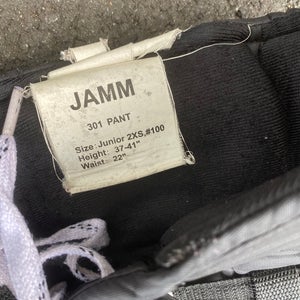 JAMM
301 PANT
Size: Junior 2XS,#100
Height: 37-41"
Waist: 22"